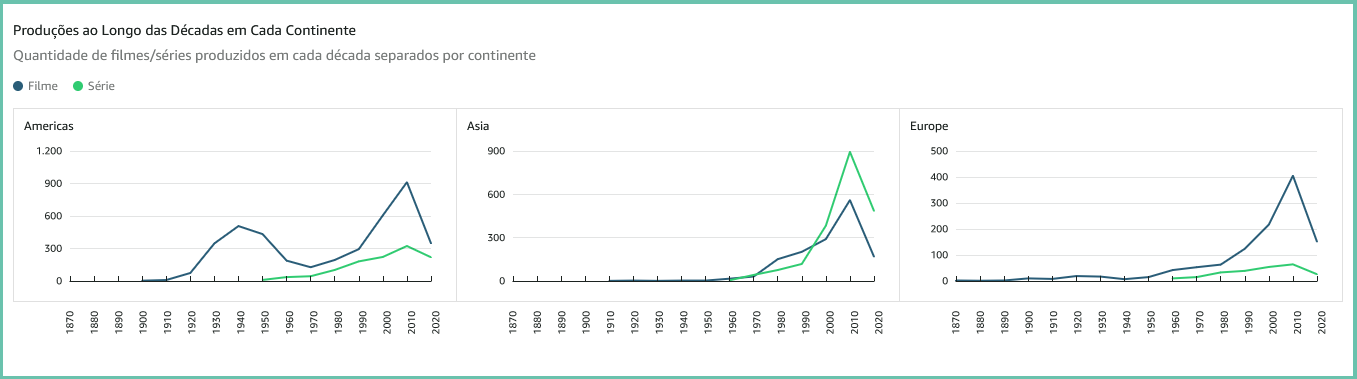 Produções ao Longo das Décadas em Cada Continente
Quantidade de filmes/séries produzidos em cada década separados por continente
Filme Série
Americas
1.200
900
600
300
0
1870 1880 1890 1900 1910 1920 1930 1940 1950 1960 1970 1980 1990 2000 2010 2020
Asia
900
600
300
0
1870 1880 1890 1900 1910 1920 1930 1940 1950 1960 1970 1980 1990 2000 2010 2020
Europe
500
400
300
200
100
0
1870 1880 1890 1900 1910 1920 1930 1940 1950 1960 1970 1980 1990 2000 2010 2020